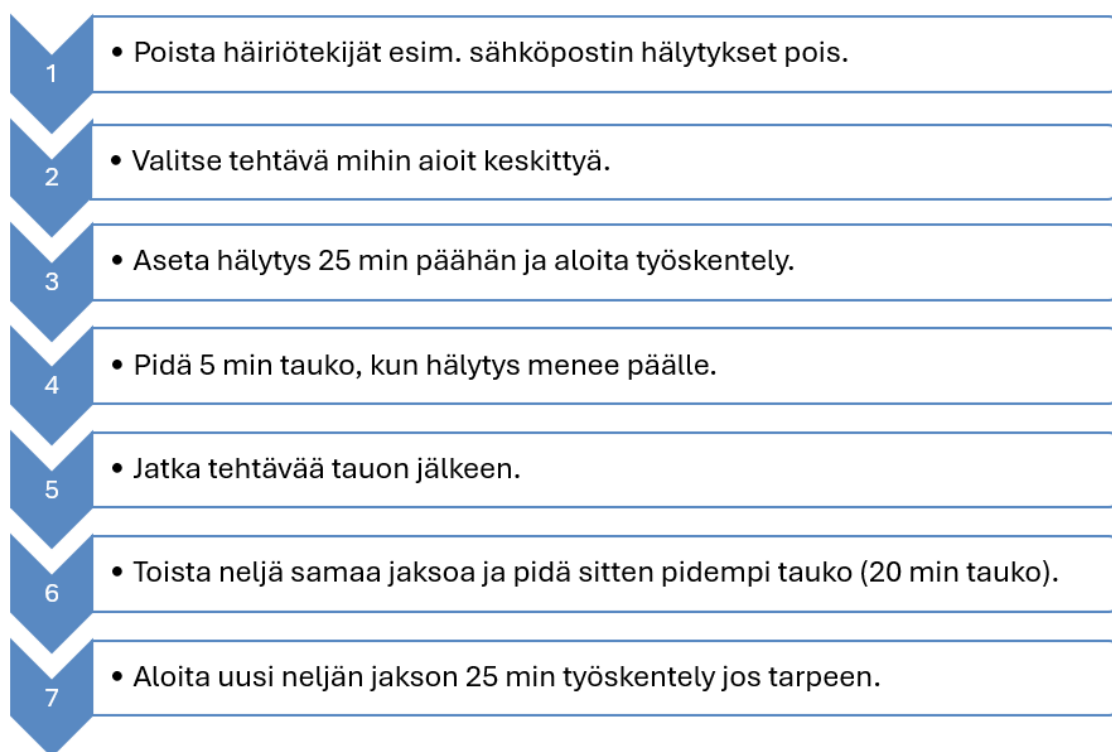 1
• Poista häiriötekijät esim. sähköpostin hälytykset pois.
2
• Valitse tehtävä mihin aioit keskittyä.
3
• Aseta hälytys 25 min päähän ja aloita työskentely.
4
• Pidä 5 min tauko, kun hälytys menee päälle.
5
• Jatka tehtävää tauon jälkeen.
6
• Toista neljä samaa jaksoa ja pidä sitten pidempi tauko (20 min tauko).
7
• Aloita uusi neljän jakson 25 min työskentely jos tarpeen.